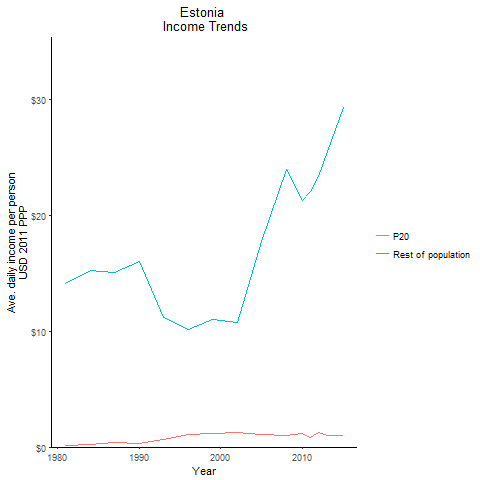 Estonia
Income Trends
Ave. daily income per person
USD 2011 PPP
$30
$20
$10
$0
1980
1990
2000
2010
Year
P20
Rest of population